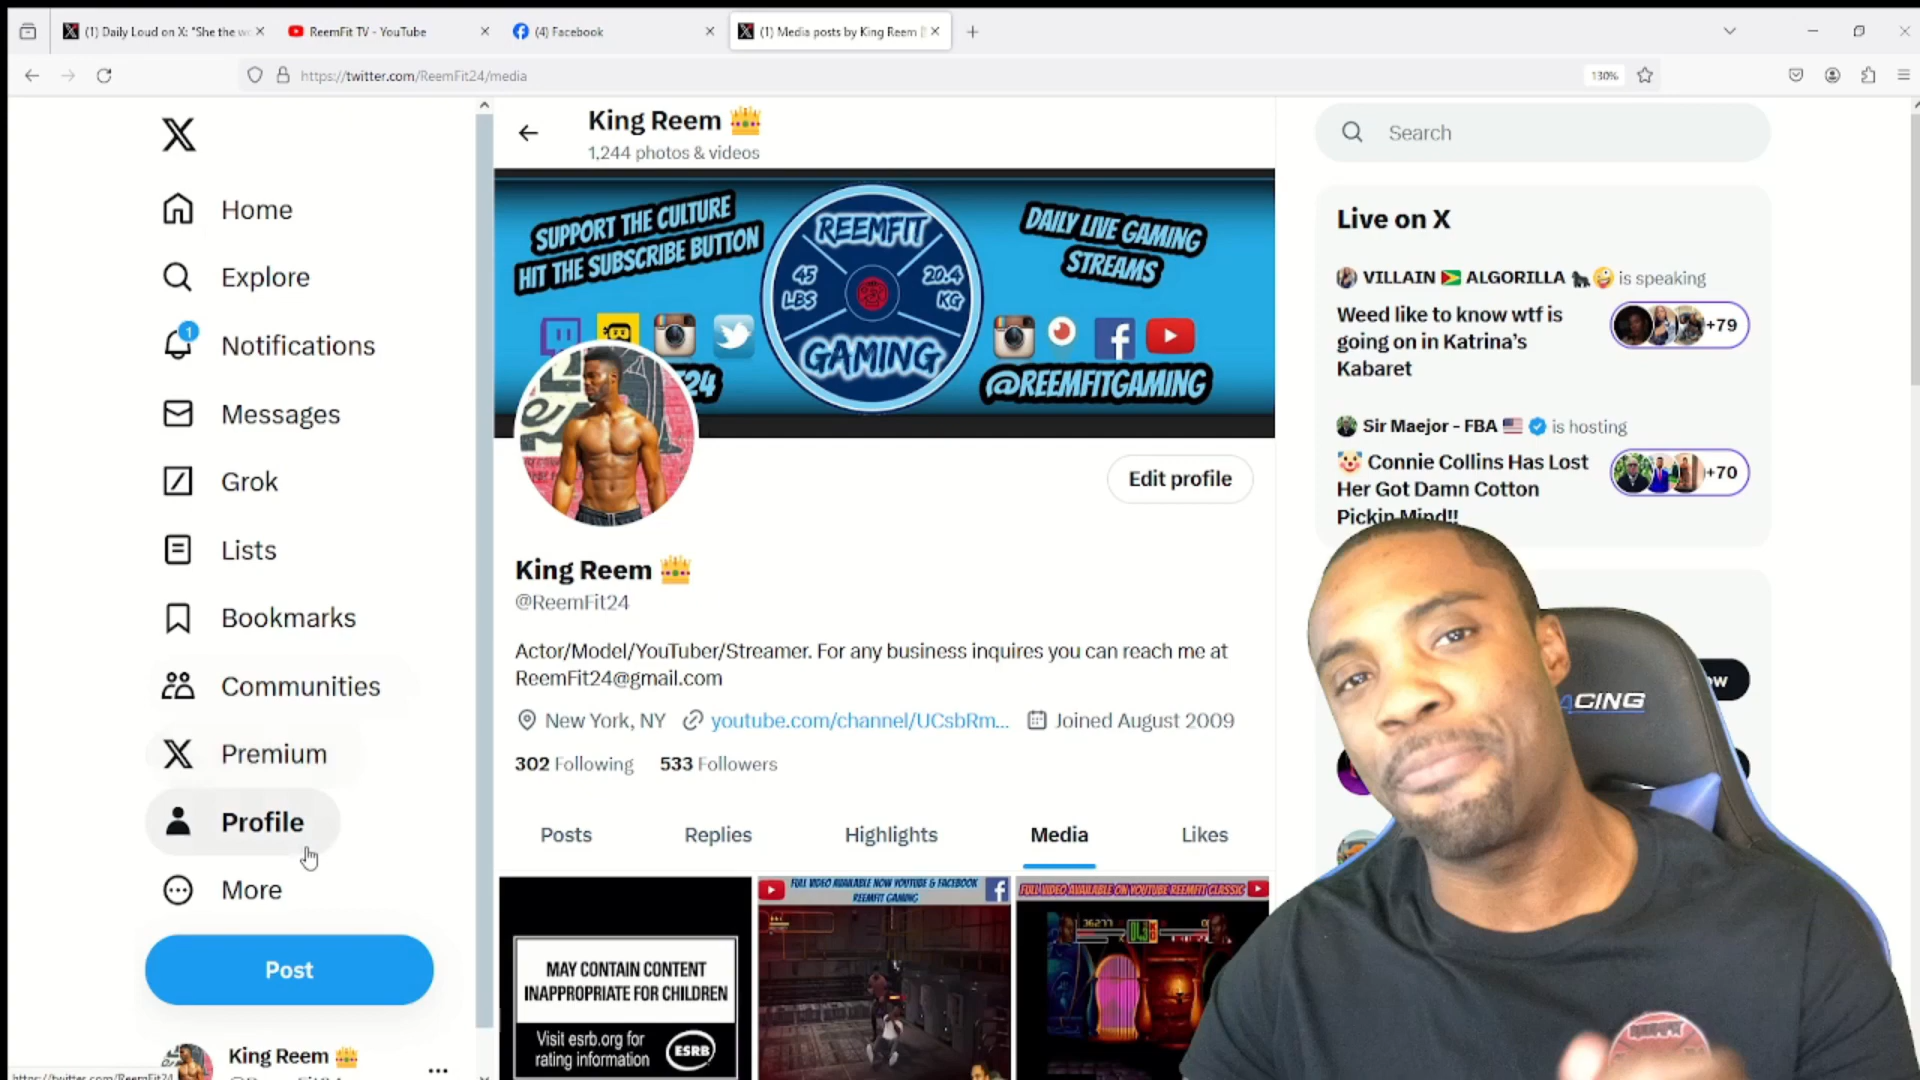 (1) Daily Loud on X: "She the wo
ReemFit TV - YouTube
(4) Facebook
(1) Media posts by King Reem
https://twitter.com/ReemFit24/media
130%
King Reem
1,244 photos & videos
Search
Home
Explore
1
Notifications
Messages
Grok
Lists
Bookmarks
Communities
Premium
Profile
More
Post
King Reem
https://twitter.com/ReemFit24
SUPPORT THE CULTURE
HIT THE SUBSCRIBE BUTTON
REEMFIT
45
LBS
20.4
KG
GAMING
DAILY LIVE GAMING
STREAMS
24
@REEMFITGAMING
Edit profile
King Reem
@ReemFit24
Actor/Model/YouTuber/Streamer. For any business inquires you can reach me at
ReemFit24@gmail.com
New York, NY
youtube.com/channel/UCsbRm...
Joined August 2009
302 Following
533 Followers
Posts
Replies
Highlights
Media
Likes
MAY CONTAIN CONTENT
INAPPROPRIATE FOR CHILDREN
Visit esrb.org for
rating information
ESRB
FULL VIDEO AVAILABLE NOW YOUTUBE & FACEBOOK
REEMFIT GAMING
FULL VIDEO AVAILABLE ON YOUTUBE REEMFIT CLASSIC
Live on X
VILLAIN ALGORILLA is speaking
Weed like to know wtf is
going on in Katrina's
Kabaret
+79
Sir Maejor - FBA is hosting
Connie Collins Has Lost
Her Got Damn Cotton
Pickin Mind!!
+70
ow
ACING